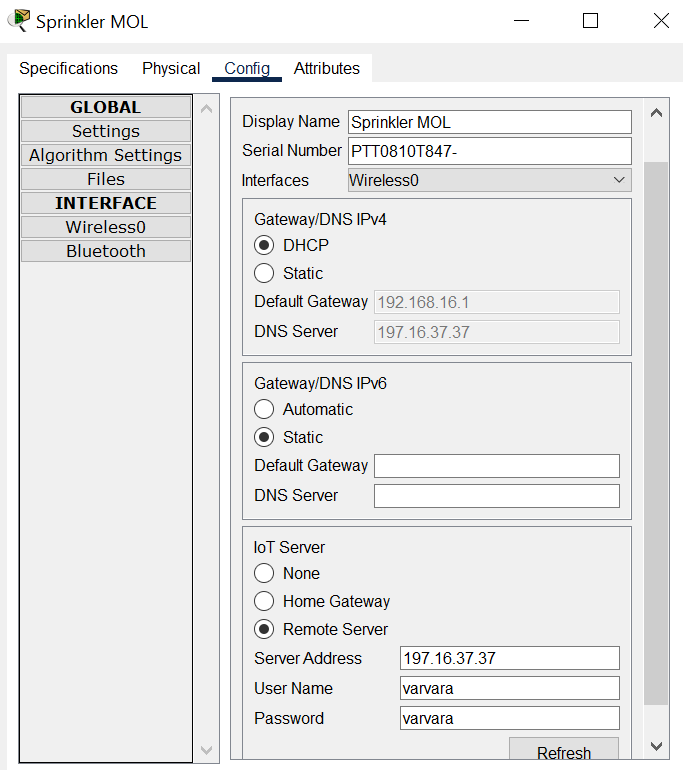 Sprinkler MOL
Specifications Physical Config Attributes
GLOBAL
Settings
Algorithm Settings
Files
INTERFACE
Wireless0
Bluetooth
Display Name Sprinkler MOL
Serial Number PTT0810T847-
Interfaces Wireless0
Gateway/DNS IPv4
DHCP
Static
Default Gateway 192.168.16.1
DNS Server 197.16.37.37
Gateway/DNS IPv6
Automatic
Static
Default Gateway
DNS Server
IoT Server
None
Home Gateway
Remote Server
Server Address 197.16.37.37
User Name varvara
Password varvara
Refresh